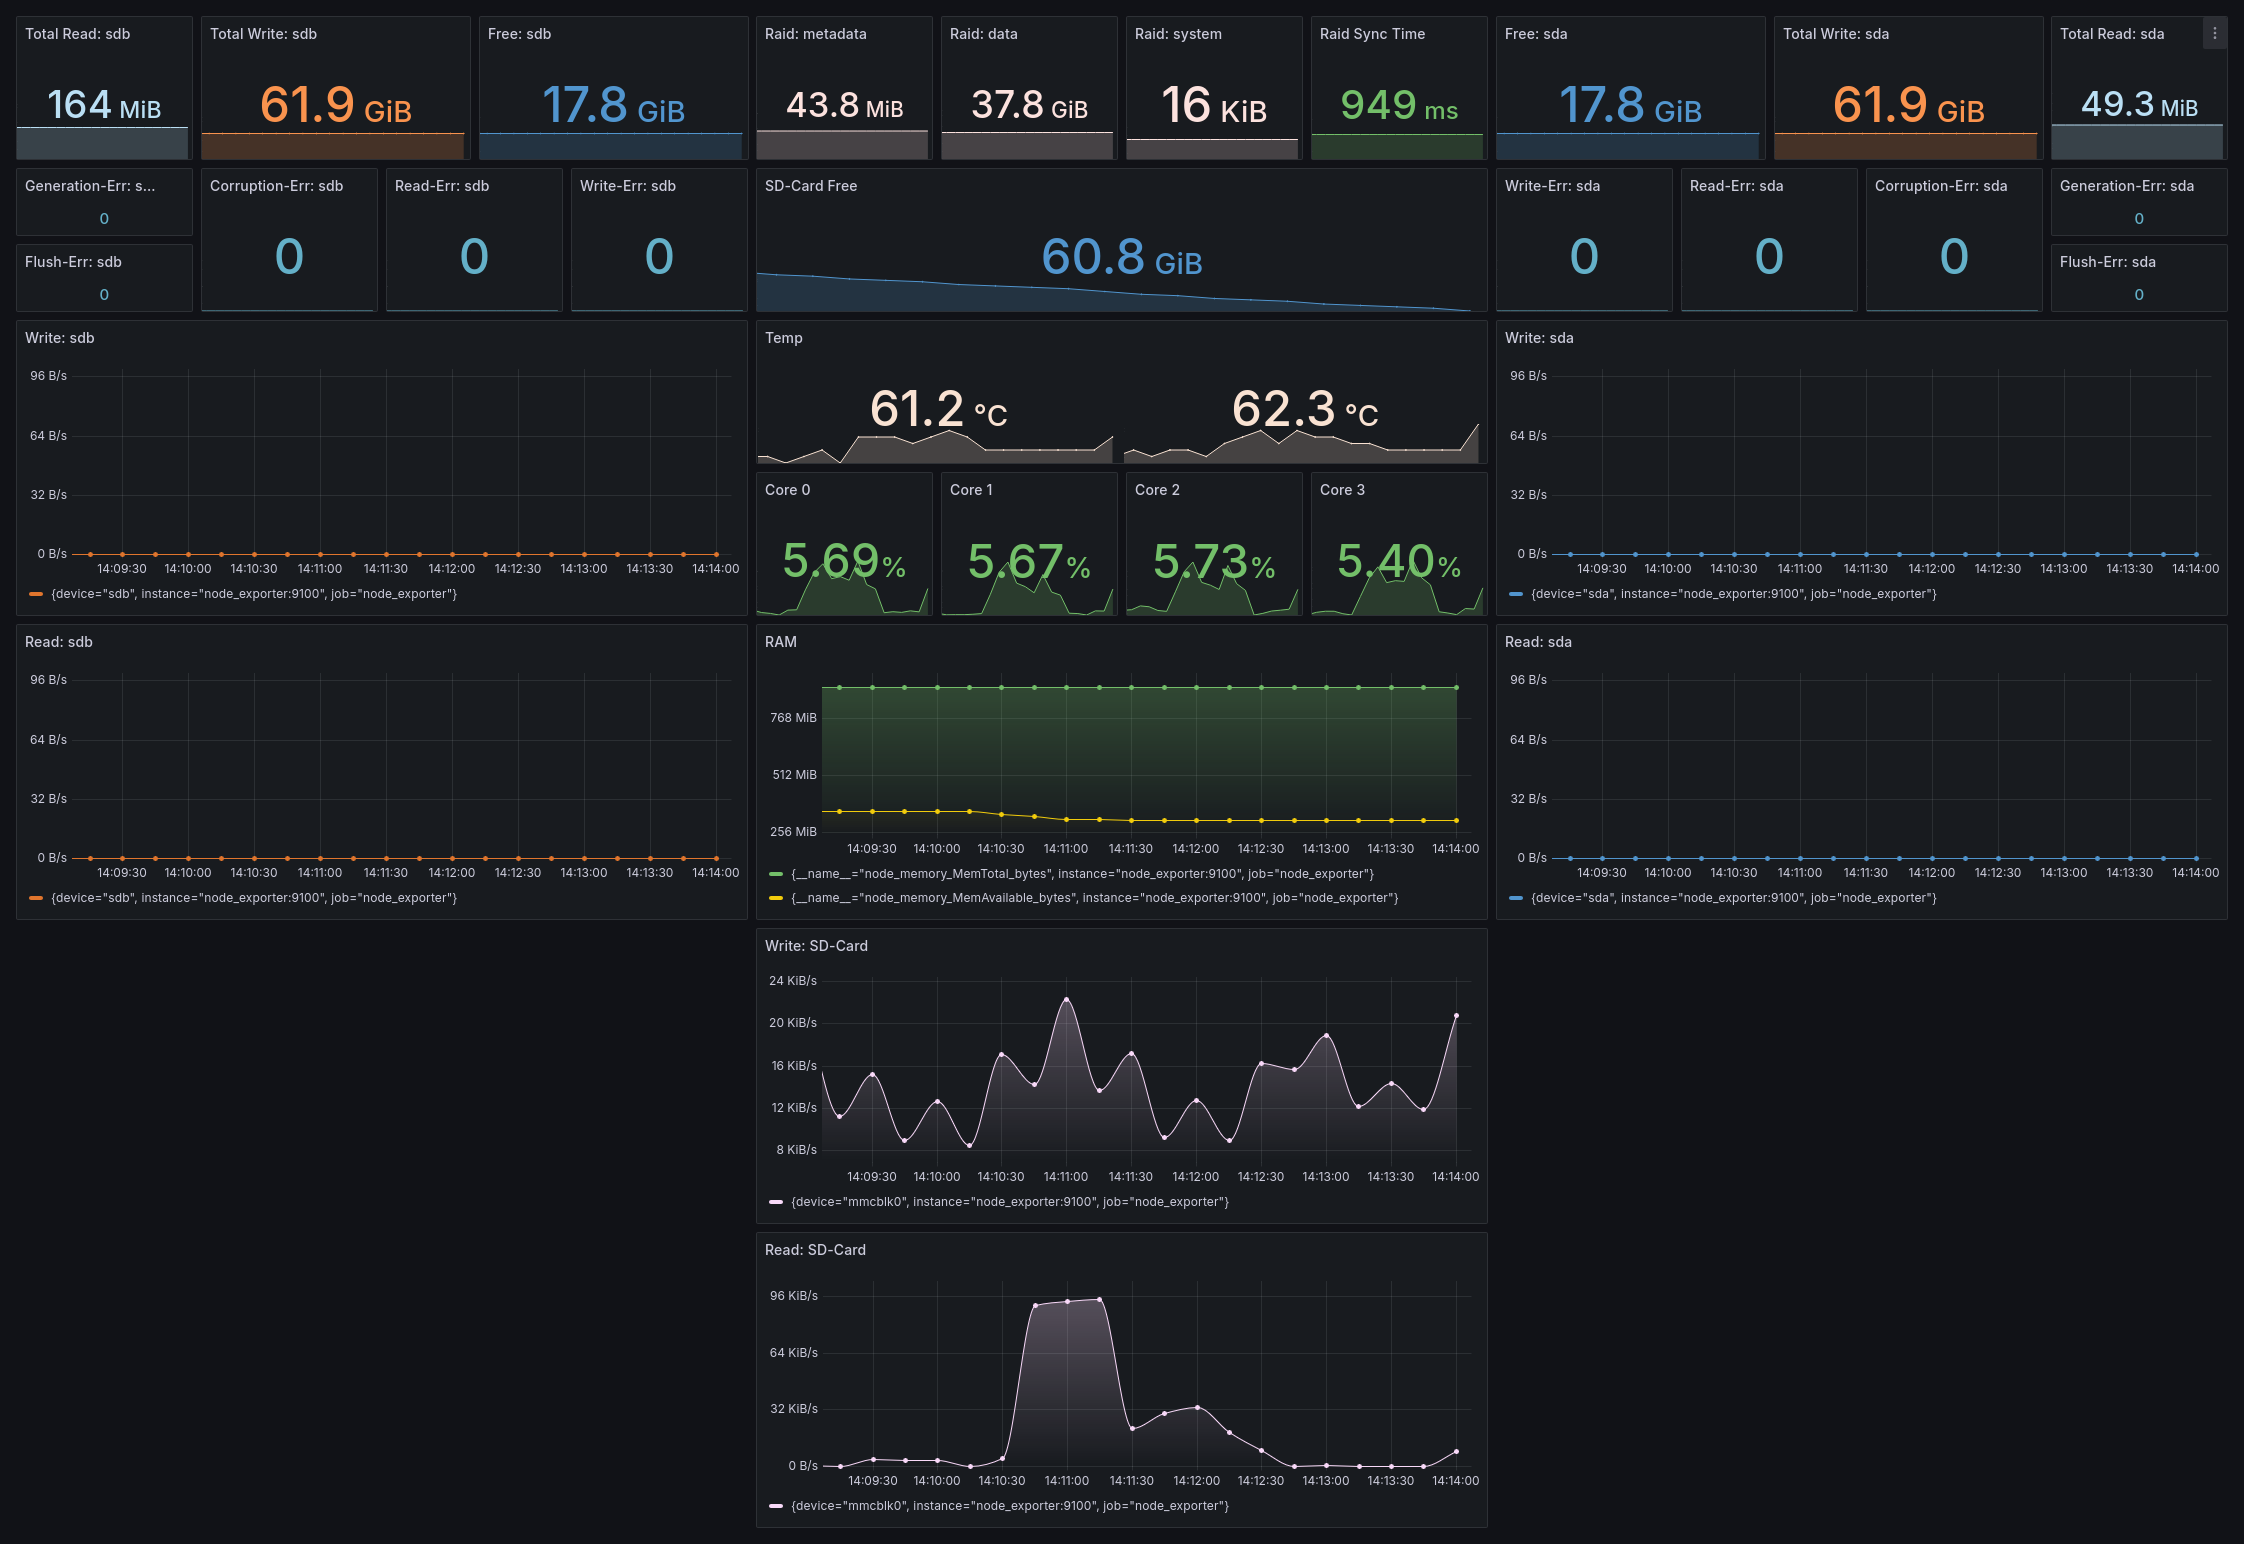 Total Read: sdb
164 MiB
Total Write: sdb
61.9 GiB
Free: sdb
17.8 GiB
Raid: metadata
43.8 MiB
Raid: data
37.8 GiB
Raid: system
16 KiB
Raid Sync Time
949 ms
Free: sda
17.8 GiB
Total Write: sda
61.9 GiB
Total Read: sda
49.3 MiB
Generation-Err: s...
0
Flush-Err: sdb
0
Corruption-Err: sdb
0
Read-Err: sdb
0
Write-Err: sdb
0
SD-Card Free
60.8 GiB
Write-Err: sda
0
Read-Err: sda
0
Corruption-Err: sda
0
Generation-Err: sda
0
Flush-Err: sda
0
Write: sdb
96 B/s
64 B/s
32 B/s
0 B/s
14:09:30 14:10:00 14:10:30 14:11:00 14:11:30 14:12:00 14:12:30 14:13:00 14:13:30 14:14:00
{device="sdb", instance="node_exporter:9100", job="node_exporter"}
Temp
61.2 °C
62.3 °C
Core 0
5.69%
Core 1
5.67%
Core 2
5.73%
Core 3
5.40%
Write: sda
96 B/s
64 B/s
32 B/s
0 B/s
14:09:30 14:10:00 14:10:30 14:11:00 14:11:30 14:12:00 14:12:30 14:13:00 14:13:30 14:14:00
{device="sda", instance="node_exporter:9100", job="node_exporter"}
Read: sdb
96 B/s
64 B/s
32 B/s
0 B/s
14:09:30 14:10:00 14:10:30 14:11:00 14:11:30 14:12:00 14:12:30 14:13:00 14:13:30 14:14:00
{device="sdb", instance="node_exporter:9100", job="node_exporter"}
RAM
768 MiB
512 MiB
256 MiB
14:09:30 14:10:00 14:10:30 14:11:00 14:11:30 14:12:00 14:12:30 14:13:00 14:13:30 14:14:00
{__name__="node_memory_MemTotal_bytes", instance="node_exporter:9100", job="node_exporter"}
{__name__="node_memory_MemAvailable_bytes", instance="node_exporter:9100", job="node_exporter"}
Read: sda
96 B/s
64 B/s
32 B/s
0 B/s
14:09:30 14:10:00 14:10:30 14:11:00 14:11:30 14:12:00 14:12:30 14:13:00 14:13:30 14:14:00
{device="sda", instance="node_exporter:9100", job="node_exporter"}
Write: SD-Card
24 KiB/s
20 KiB/s
16 KiB/s
12 KiB/s
8 KiB/s
14:09:30 14:10:00 14:10:30 14:11:00 14:11:30 14:12:00 14:12:30 14:13:00 14:13:30 14:14:00
{device="mmcblk0", instance="node_exporter:9100", job="node_exporter"}
Read: SD-Card
96 KiB/s
64 KiB/s
32 KiB/s
0 B/s
14:09:30 14:10:00 14:10:30 14:11:00 14:11:30 14:12:00 14:12:30 14:13:00 14:13:30 14:14:00
{device="mmcblk0", instance="node_exporter:9100", job="node_exporter"}